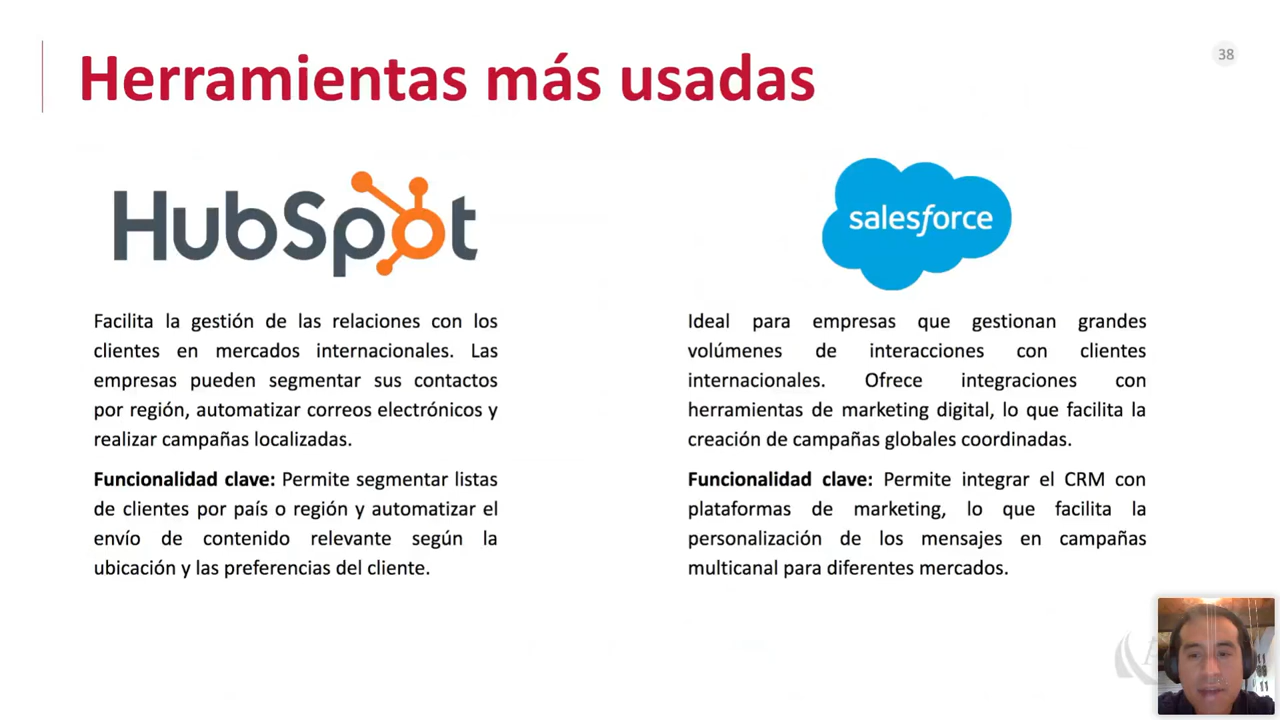 Herramientas más usadas
38
HubSpot
Facilita la gestión de las relaciones con los
clientes en mercados internacionales. Las
empresas pueden segmentar sus contactos
por región, automatizar correos electrónicos y
realizar campañas localizadas.
Funcionalidad clave: Permite segmentar listas
de clientes por país o región y automatizar el
envío de contenido relevante según la
ubicación y las preferencias del cliente.
salesforce
Ideal para empresas que gestionan grandes
volúmenes de interacciones con clientes
internacionales. Ofrece integraciones con
herramientas de marketing digital, lo que facilita la
creación de campañas globales coordinadas.
Funcionalidad clave: Permite integrar el CRM con
plataformas de marketing, lo que facilita la
personalización de los mensajes en campañas
multicanal para diferentes mercados.